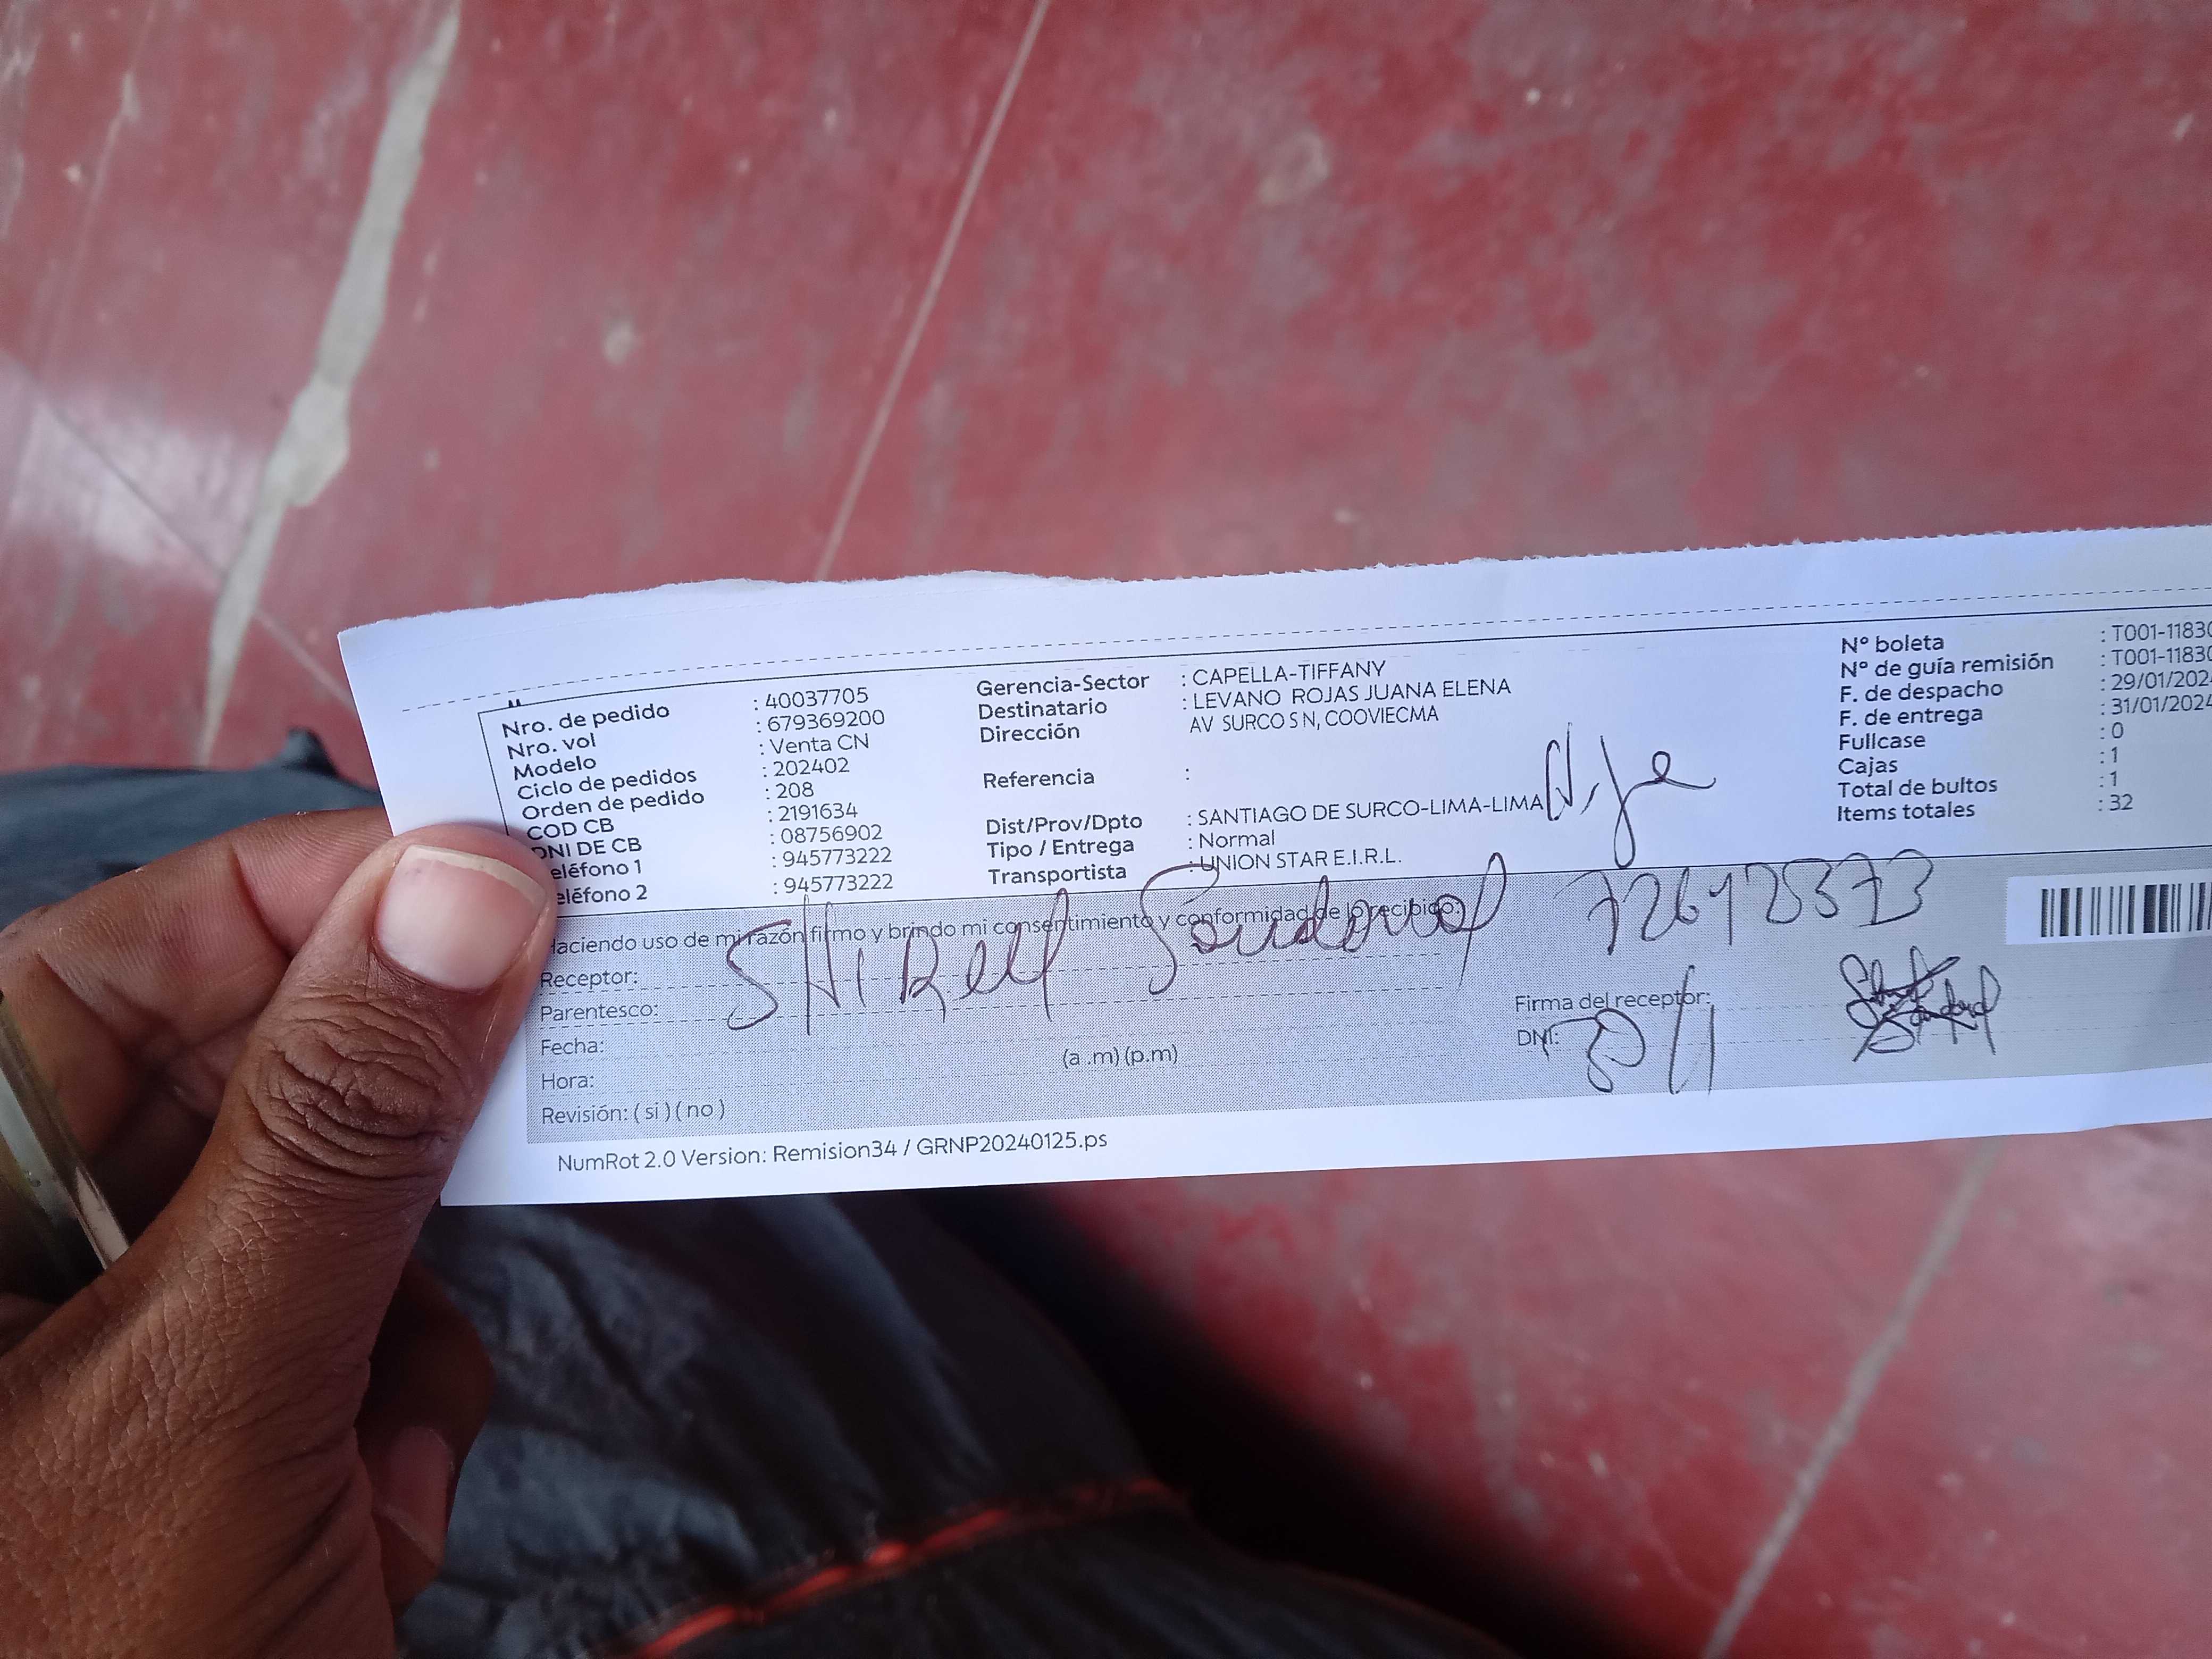 Nro. de pedido : 40037705
Nro. vol : 679369200
Modelo : Venta CN
Ciclo de pedidos : 202402
Orden de pedido : 208
COD CB : 2191634
DNI DE CB : 08756902
eléfono 1 : 945773222
eléfono 2 : 945773222
Gerencia-Sector : CAPELLA-TIFFANY
Destinatario : LEVANO ROJAS JUANA ELENA
Dirección AV SURCO S N, COOVIECMA
Referencia :
Dist/Prov/Dpto : SANTIAGO DE SURCO-LIMA-LIMA
Tipo / Entrega : Normal
Transportista : UNION STAR E.I.R.L.
N° boleta : T001-1183
N° de guía remisión : T001-1183
F. de despacho : 29/01/202
F. de entrega : 31/01/2024
Fullcase : 0
Cajas : 1
Total de bultos : 1
Items totales : 32
Haciendo uso de mi razón firmo y brindo mi consentimiento y conformidad de lo recibido.
Receptor: SHIRell
Parentesco:
Fecha:
Hora: (a .m) (p.m)
Revisión: ( si ) ( no )
Firma del receptor:
DNI:
NumRot 2.0 Version: Remision34 / GRNP20240125.ps